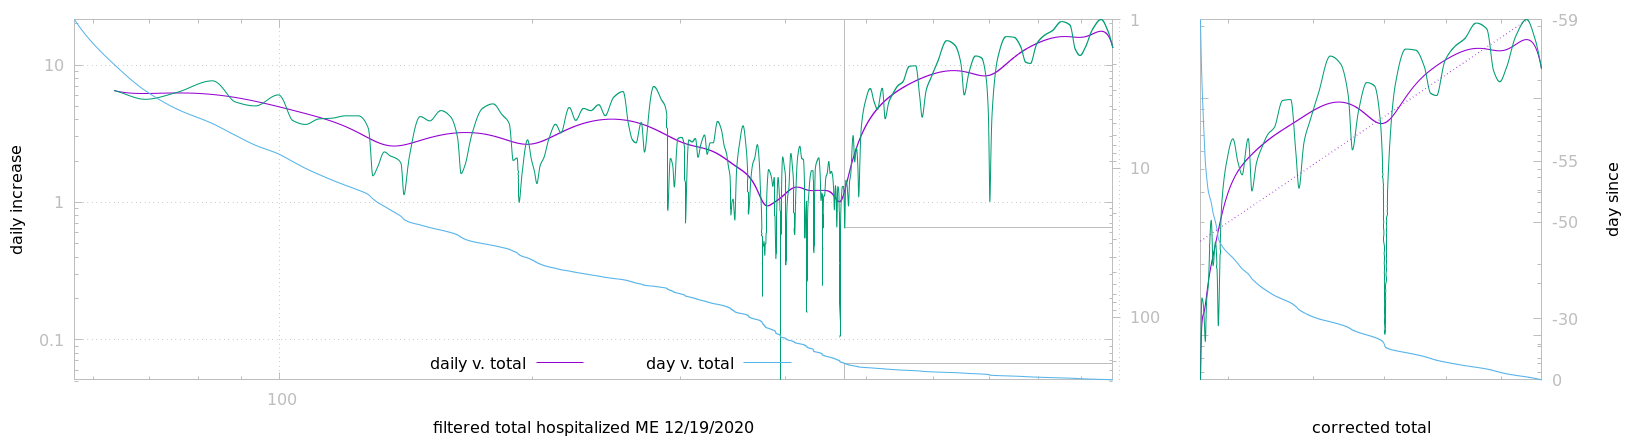 1
-59
10
daily increase
-55
10
day since
1
-50
100
-30
0.1
daily v. total
day v. total
0
100
filtered total hospitalized ME 12/19/2020
corrected total